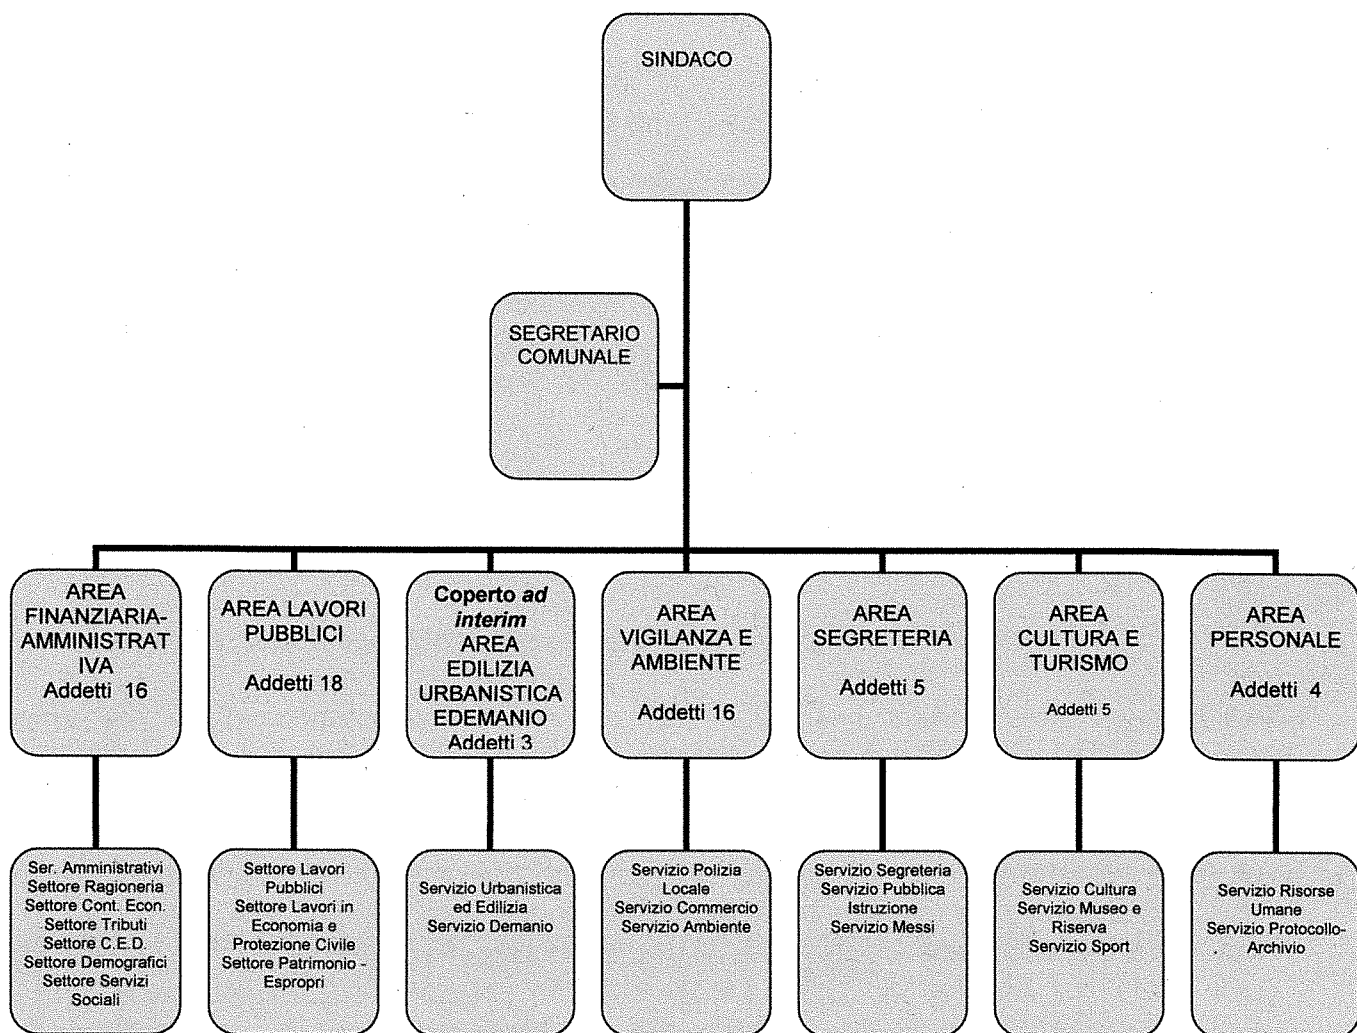 SINDACO
SEGRETARIO
COMUNALE
AREA
FINANZIARIA-
AMMINISTRAT
IVA
Addetti 16
AREA LAVORI
PUBBLICI
Addetti 18
Coperto ad
interim
AREA
EDILIZIA
URBANISTICA
EDEMANIO
Addetti 3
AREA
VIGILANZA E
AMBIENTE
Addetti 16
AREA
SEGRETERIA
Addetti 5
AREA
CULTURA E
TURISMO
Addetti 5
AREA
PERSONALE
Addetti 4
Ser. Amministrativi
Settore Ragioneria
Settore Cont. Econ.
Settore Tributi
Settore C.E.D.
Settore Demografici
Settore Servizi
Sociali
Settore Lavori
Pubblici
Settore Lavori in
Economia e
Protezione Civile
Settore Patrimonio -
Espropri
Servizio Urbanistica
ed Edilizia
Servizio Demanio
Servizio Polizia
Locale
Servizio Commercio
Servizio Ambiente
Servizio Segreteria
Servizio Pubblica
Istruzione
Servizio Messi
Servizio Cultura
Servizio Museo e
Riserva
Servizio Sport
Servizio Risorse
Umane
Servizio Protocollo-
Archivio